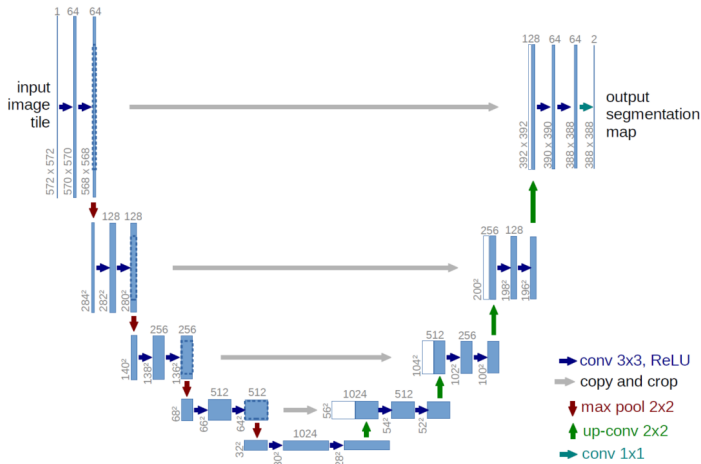 1 64 64
128 64 64 2
input
image
tile
output
segmentation
map
572 x 572
570 x 570
568 x 568
392 x 392
390 x 390
388 x 388
388 x 388
128 128
256 128
284²
282²
280²
200²
198²
196²
256 256
512 256
140²
138²
136²
104²
102²
100²
512 512
1024 512
68²
66²
64²
56²
54²
52²
1024
32²
30²
28²
conv 3x3, ReLU
copy and crop
max pool 2x2
up-conv 2x2
conv 1x1